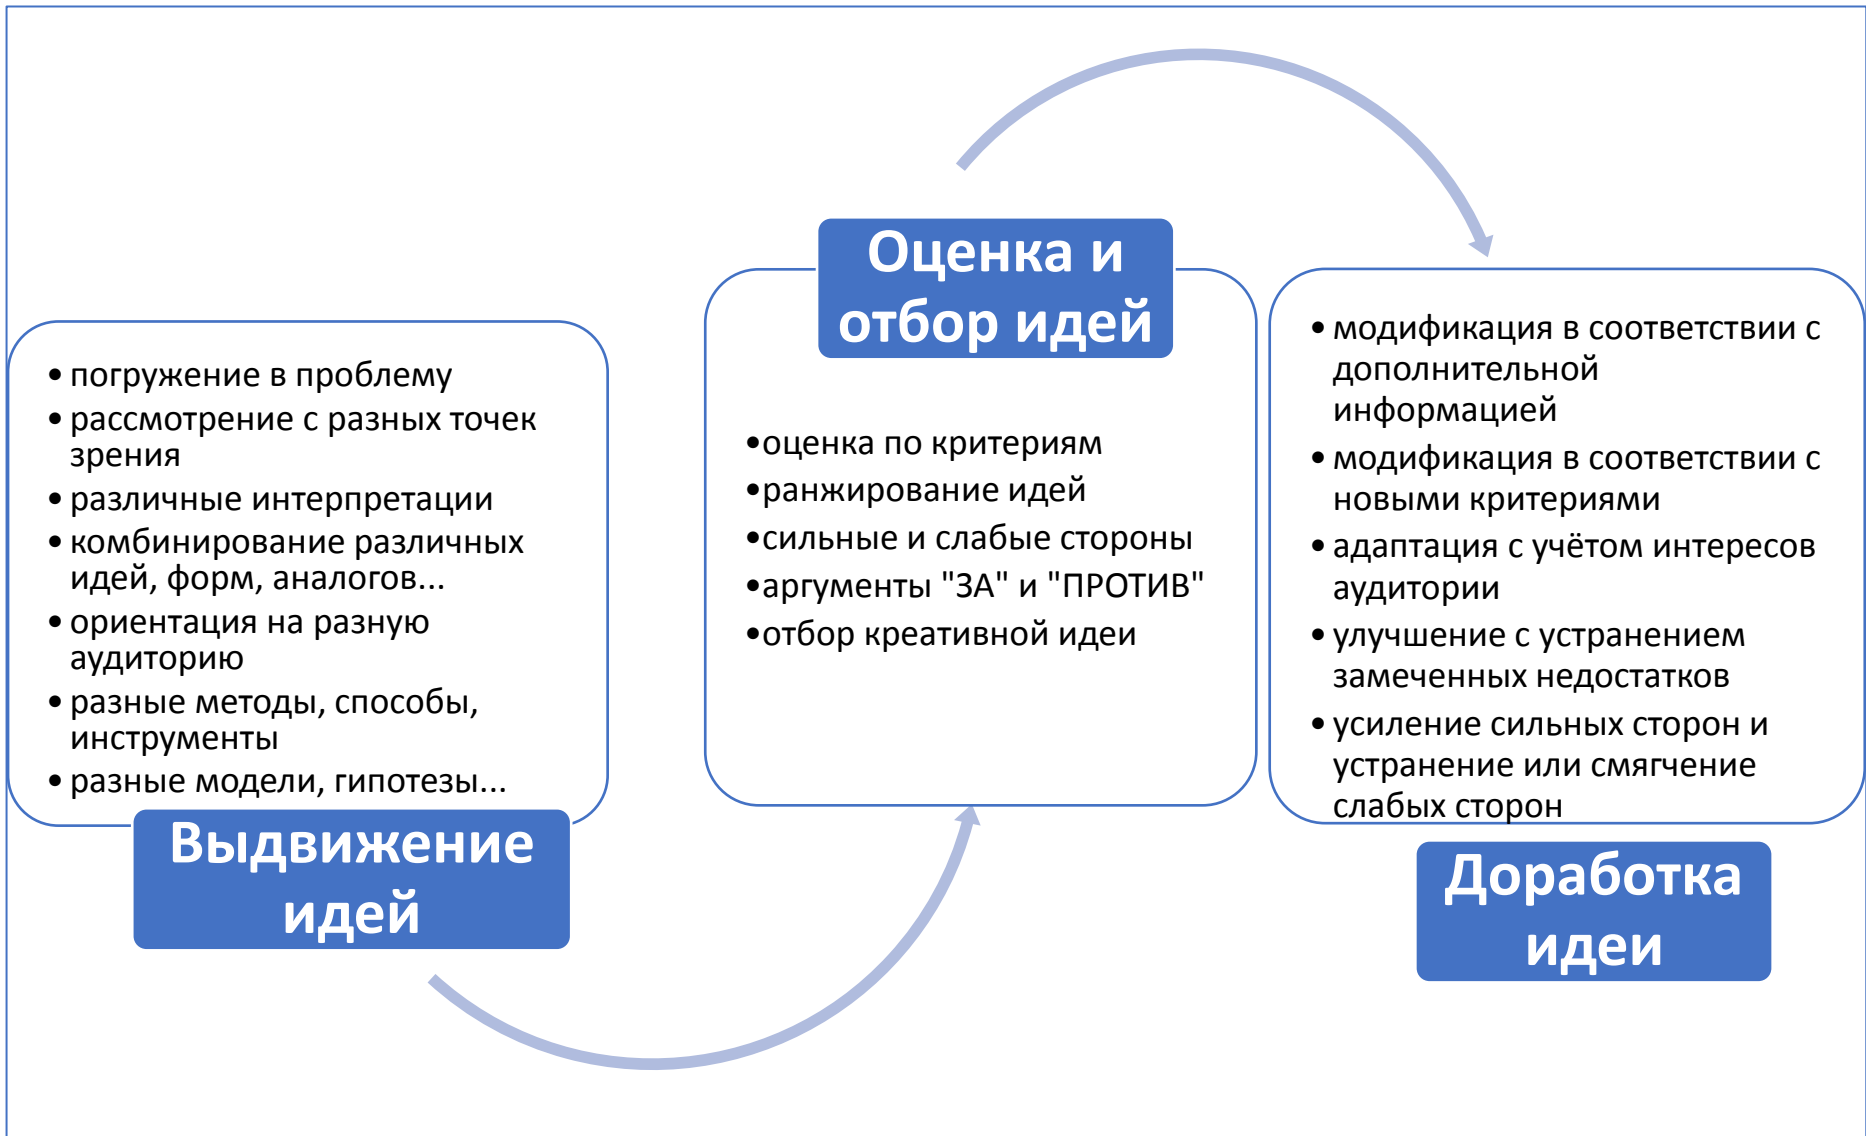 • погружение в проблему
• рассмотрение с разных точек
зрения
• различные интерпретации
• комбинирование различных
идей, форм, аналогов...
• ориентация на разную
аудиторию
• разные методы, способы,
инструменты
• разные модели, гипотезы...
Выдвижение
идей
Оценка и
отбор идей
•оценка по критериям
•ранжирование идей
•сильные и слабые стороны
•аргументы "ЗА" и "ПРОТИВ"
•отбор креативной идеи
• модификация в соответствии с
дополнительной
информацией
• модификация в соответствии с
новыми критериями
• адаптация с учётом интересов
аудитории
• улучшение с устранением
замеченных недостатков
• усиление сильных сторон и
устранение или смягчение
слабых сторон
Доработка
идеи